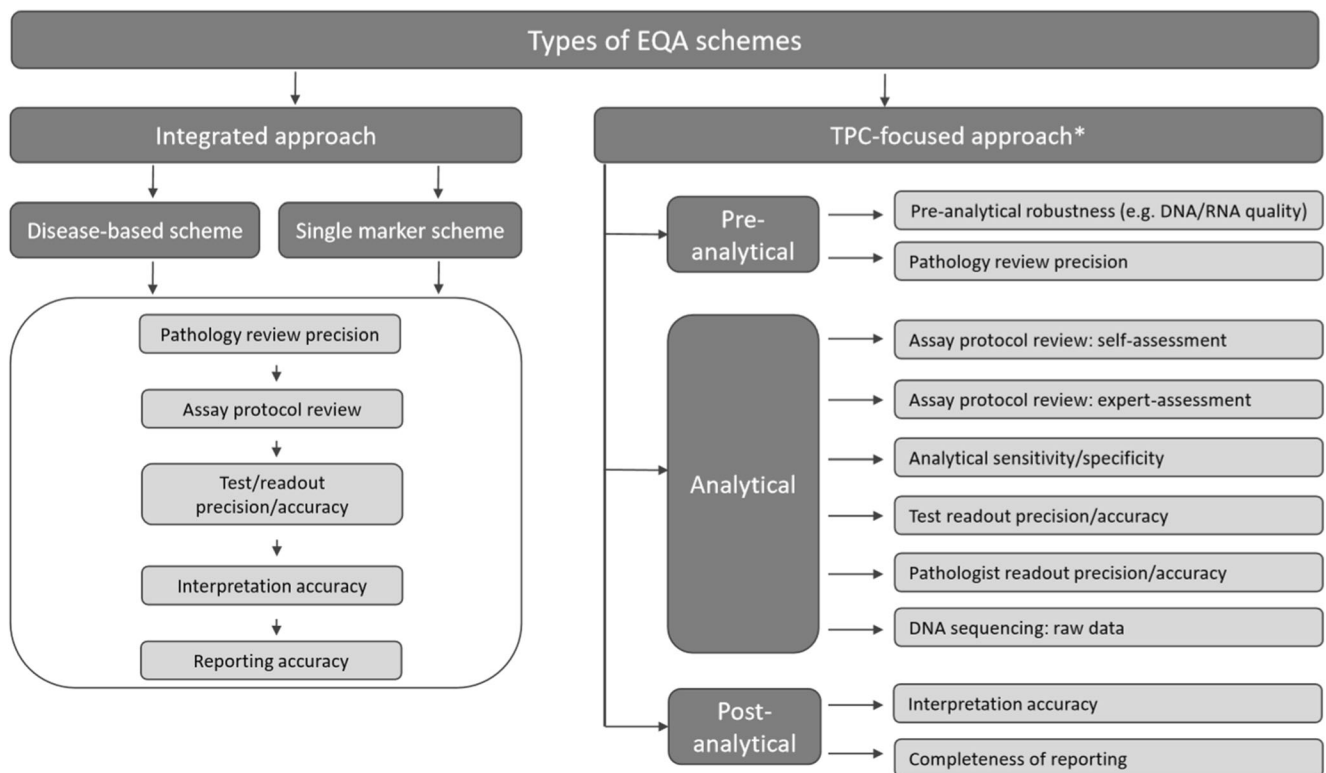 Types of EQA schemes
Integrated approach
Disease-based scheme
Single marker scheme
Pathology review precision
Assay protocol review
Test/readout
precision/accuracy
Interpretation accuracy
Reporting accuracy
TPC-focused approach*
Pre-
analytical
Pre-analytical robustness (e.g. DNA/RNA quality)
Pathology review precision
Analytical
Assay protocol review: self-assessment
Assay protocol review: expert-assessment
Analytical sensitivity/specificity
Test readout precision/accuracy
Pathologist readout precision/accuracy
DNA sequencing: raw data
Post-
analytical
Interpretation accuracy
Completeness of reporting